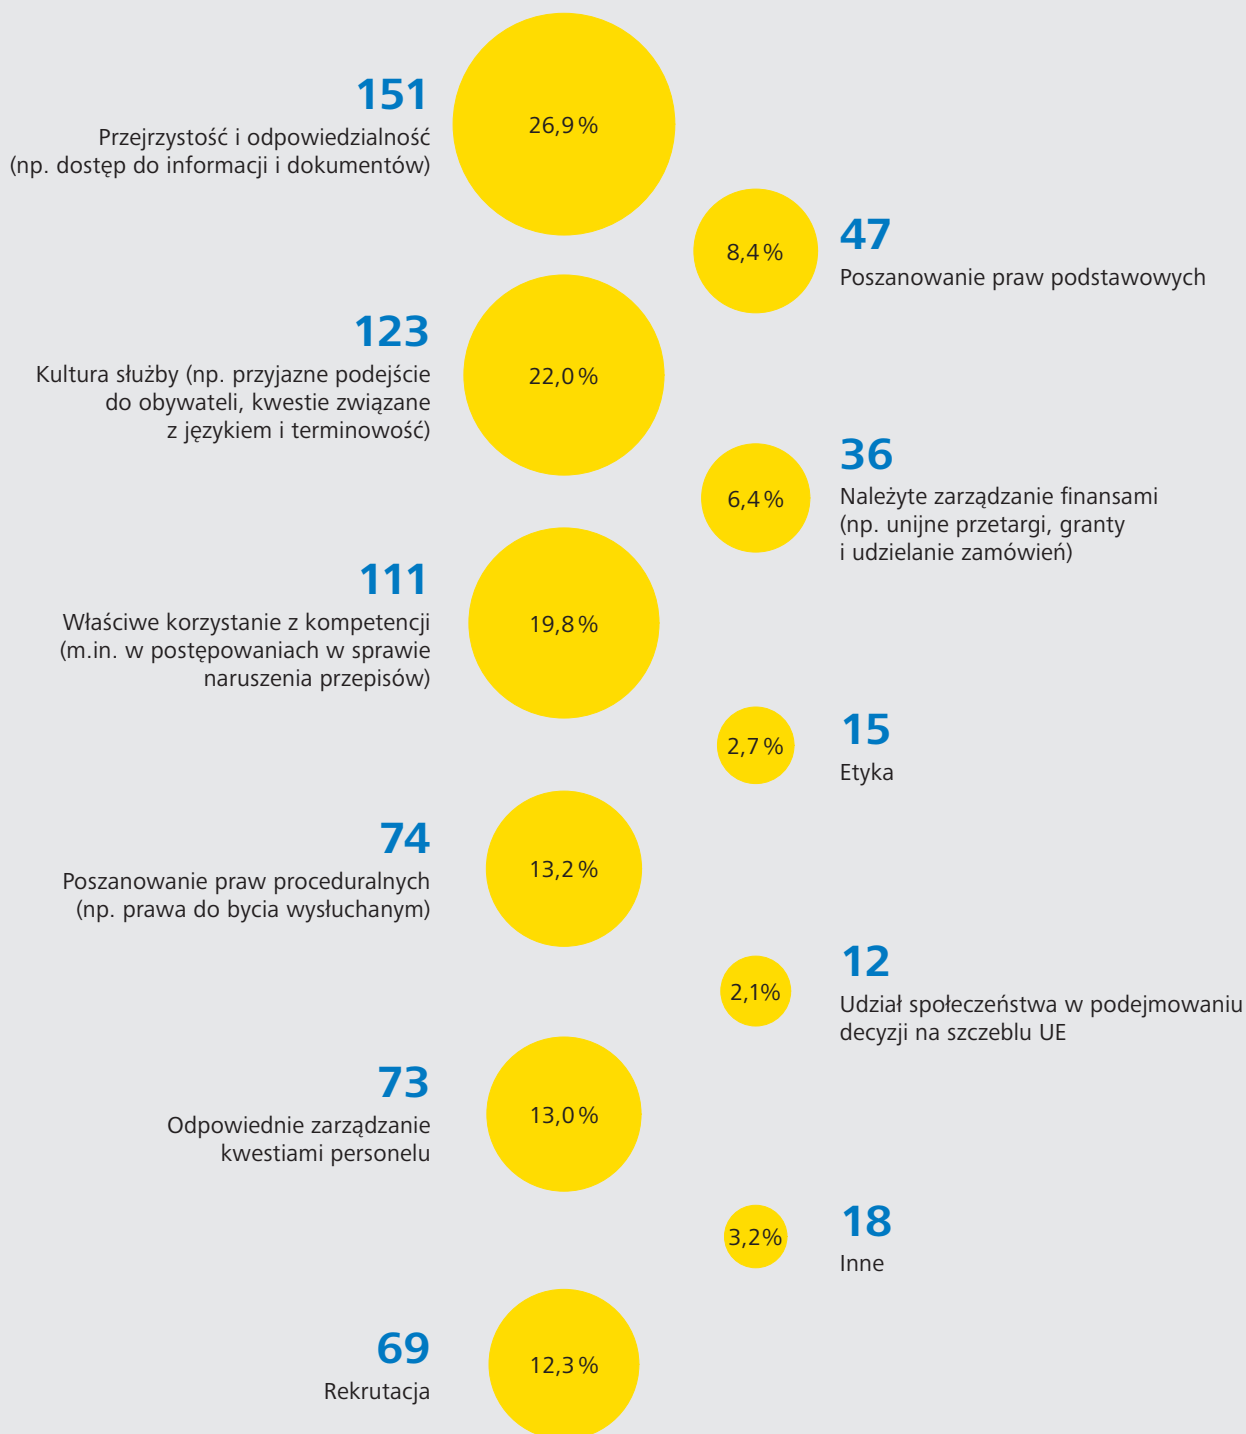 151
Przejrzystość i odpowiedzialność
(np. dostęp do informacji i dokumentów)
26,9 %
8,4 %
47
Poszanowanie praw podstawowych
123
Kultura służby (np. przyjazne podejście
do obywateli, kwestie związane
z językiem i terminowość)
22,0 %
6,4 %
36
Należyte zarządzanie finansami
(np. unijne przetargi, granty
i udzielanie zamówień)
111
Właściwe korzystanie z kompetencji
(m.in. w postępowaniach w sprawie
naruszenia przepisów)
19,8 %
2,7 %
15
Etyka
74
Poszanowanie praw proceduralnych
(np. prawa do bycia wysłuchanym)
13,2 %
2,1%
12
Udział społeczeństwa w podejmowaniu
decyzji na szczeblu UE
73
Odpowiednie zarządzanie
kwestiami personelu
13,0 %
3,2%
18
Inne
69
Rekrutacja
12,3 %